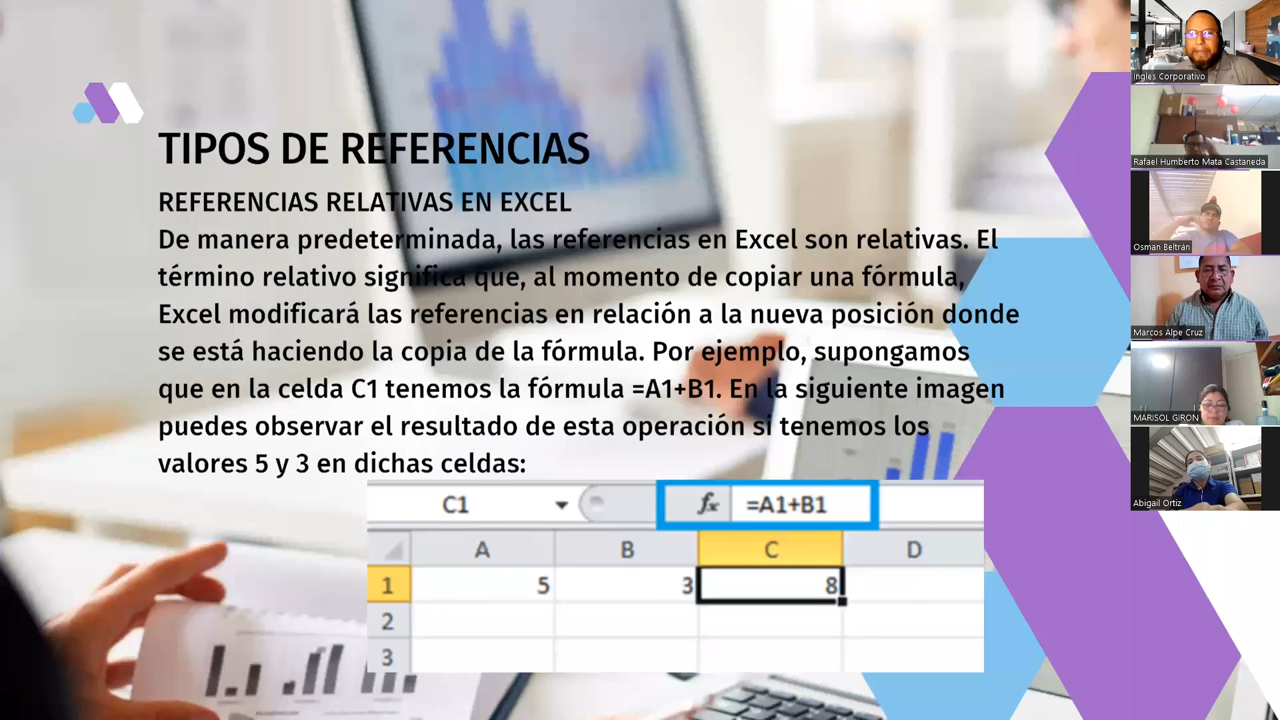 TIPOS DE REFERENCIAS
REFERENCIAS RELATIVAS EN EXCEL
De manera predeterminada, las referencias en Excel son relativas. El
término relativo significa que, al momento de copiar una fórmula,
Excel modificará las referencias en relación a la nueva posición donde
se está haciendo la copia de la fórmula. Por ejemplo, supongamos
que en la celda C1 tenemos la fórmula =A1+B1. En la siguiente imagen
puedes observar el resultado de esta operación si tenemos los
valores 5 y 3 en dichas celdas:
C1 fx =A1+B1
A B C D
1 5 3 8
2
3
Ingles Corporativo
Rafael Humberto Mata Castaneda
Osman Beltrán
Marcos Alpe Cruz
MARISOL GIRON
Abigail Ortiz